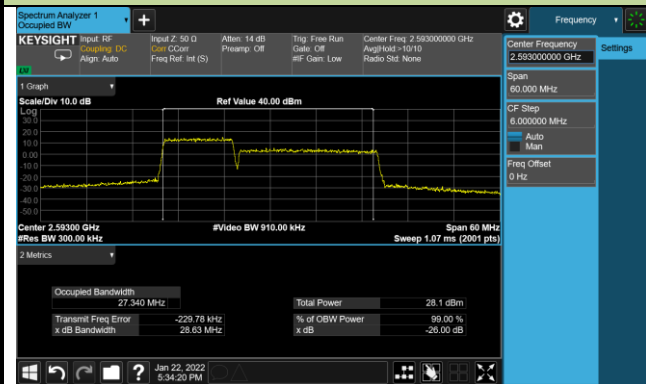 Spectrum Analyzer 1
Occupied BW
+
Frequency
KEYSIGHT
Input: RF
Coupling: DC
Align: Auto
Input Z: 50 Ω
Corr CCorr
Freq Ref: Int (S)
Atten: 14 dB
Preamp: Off
Trig: Free Run
Gate: Off
#IF Gain: Low
Center Freq: 2.593000000 GHz
Avg|Hold:>10/10
Radio Std: None
Center Frequency
2.593000000 GHz
Settings
Span
60.000 MHz
CF Step
6.000000 MHz
Auto
Man
Freq Offset
0 Hz
1 Graph
Scale/Div 10.0 dB
Ref Value 40.00 dBm
Log
30.0
20.0
10.0
0.00
-10.0
-20.0
-30.0
-40.0
-50.0
Center 2.59300 GHz
#Video BW 910.00 kHz
Span 60 MHz
#Res BW 300.00 kHz
Sweep 1.07 ms (2001 pts)
2 Metrics
Occupied Bandwidth
27.340 MHz
Total Power
28.1 dBm
Transmit Freq Error
-229.78 kHz
% of OBW Power
99.00 %
x dB Bandwidth
28.63 MHz
x dB
-26.00 dB
?
Jan 22, 2022
5:34:20 PM